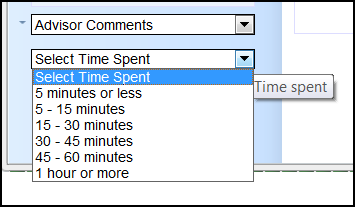 Advisor Comments
Select Time Spent
Select Time Spent
5 minutes or less
Time spent
5 - 15 minutes
15 - 30 minutes
30 - 45 minutes
45 - 60 minutes
1 hour or more